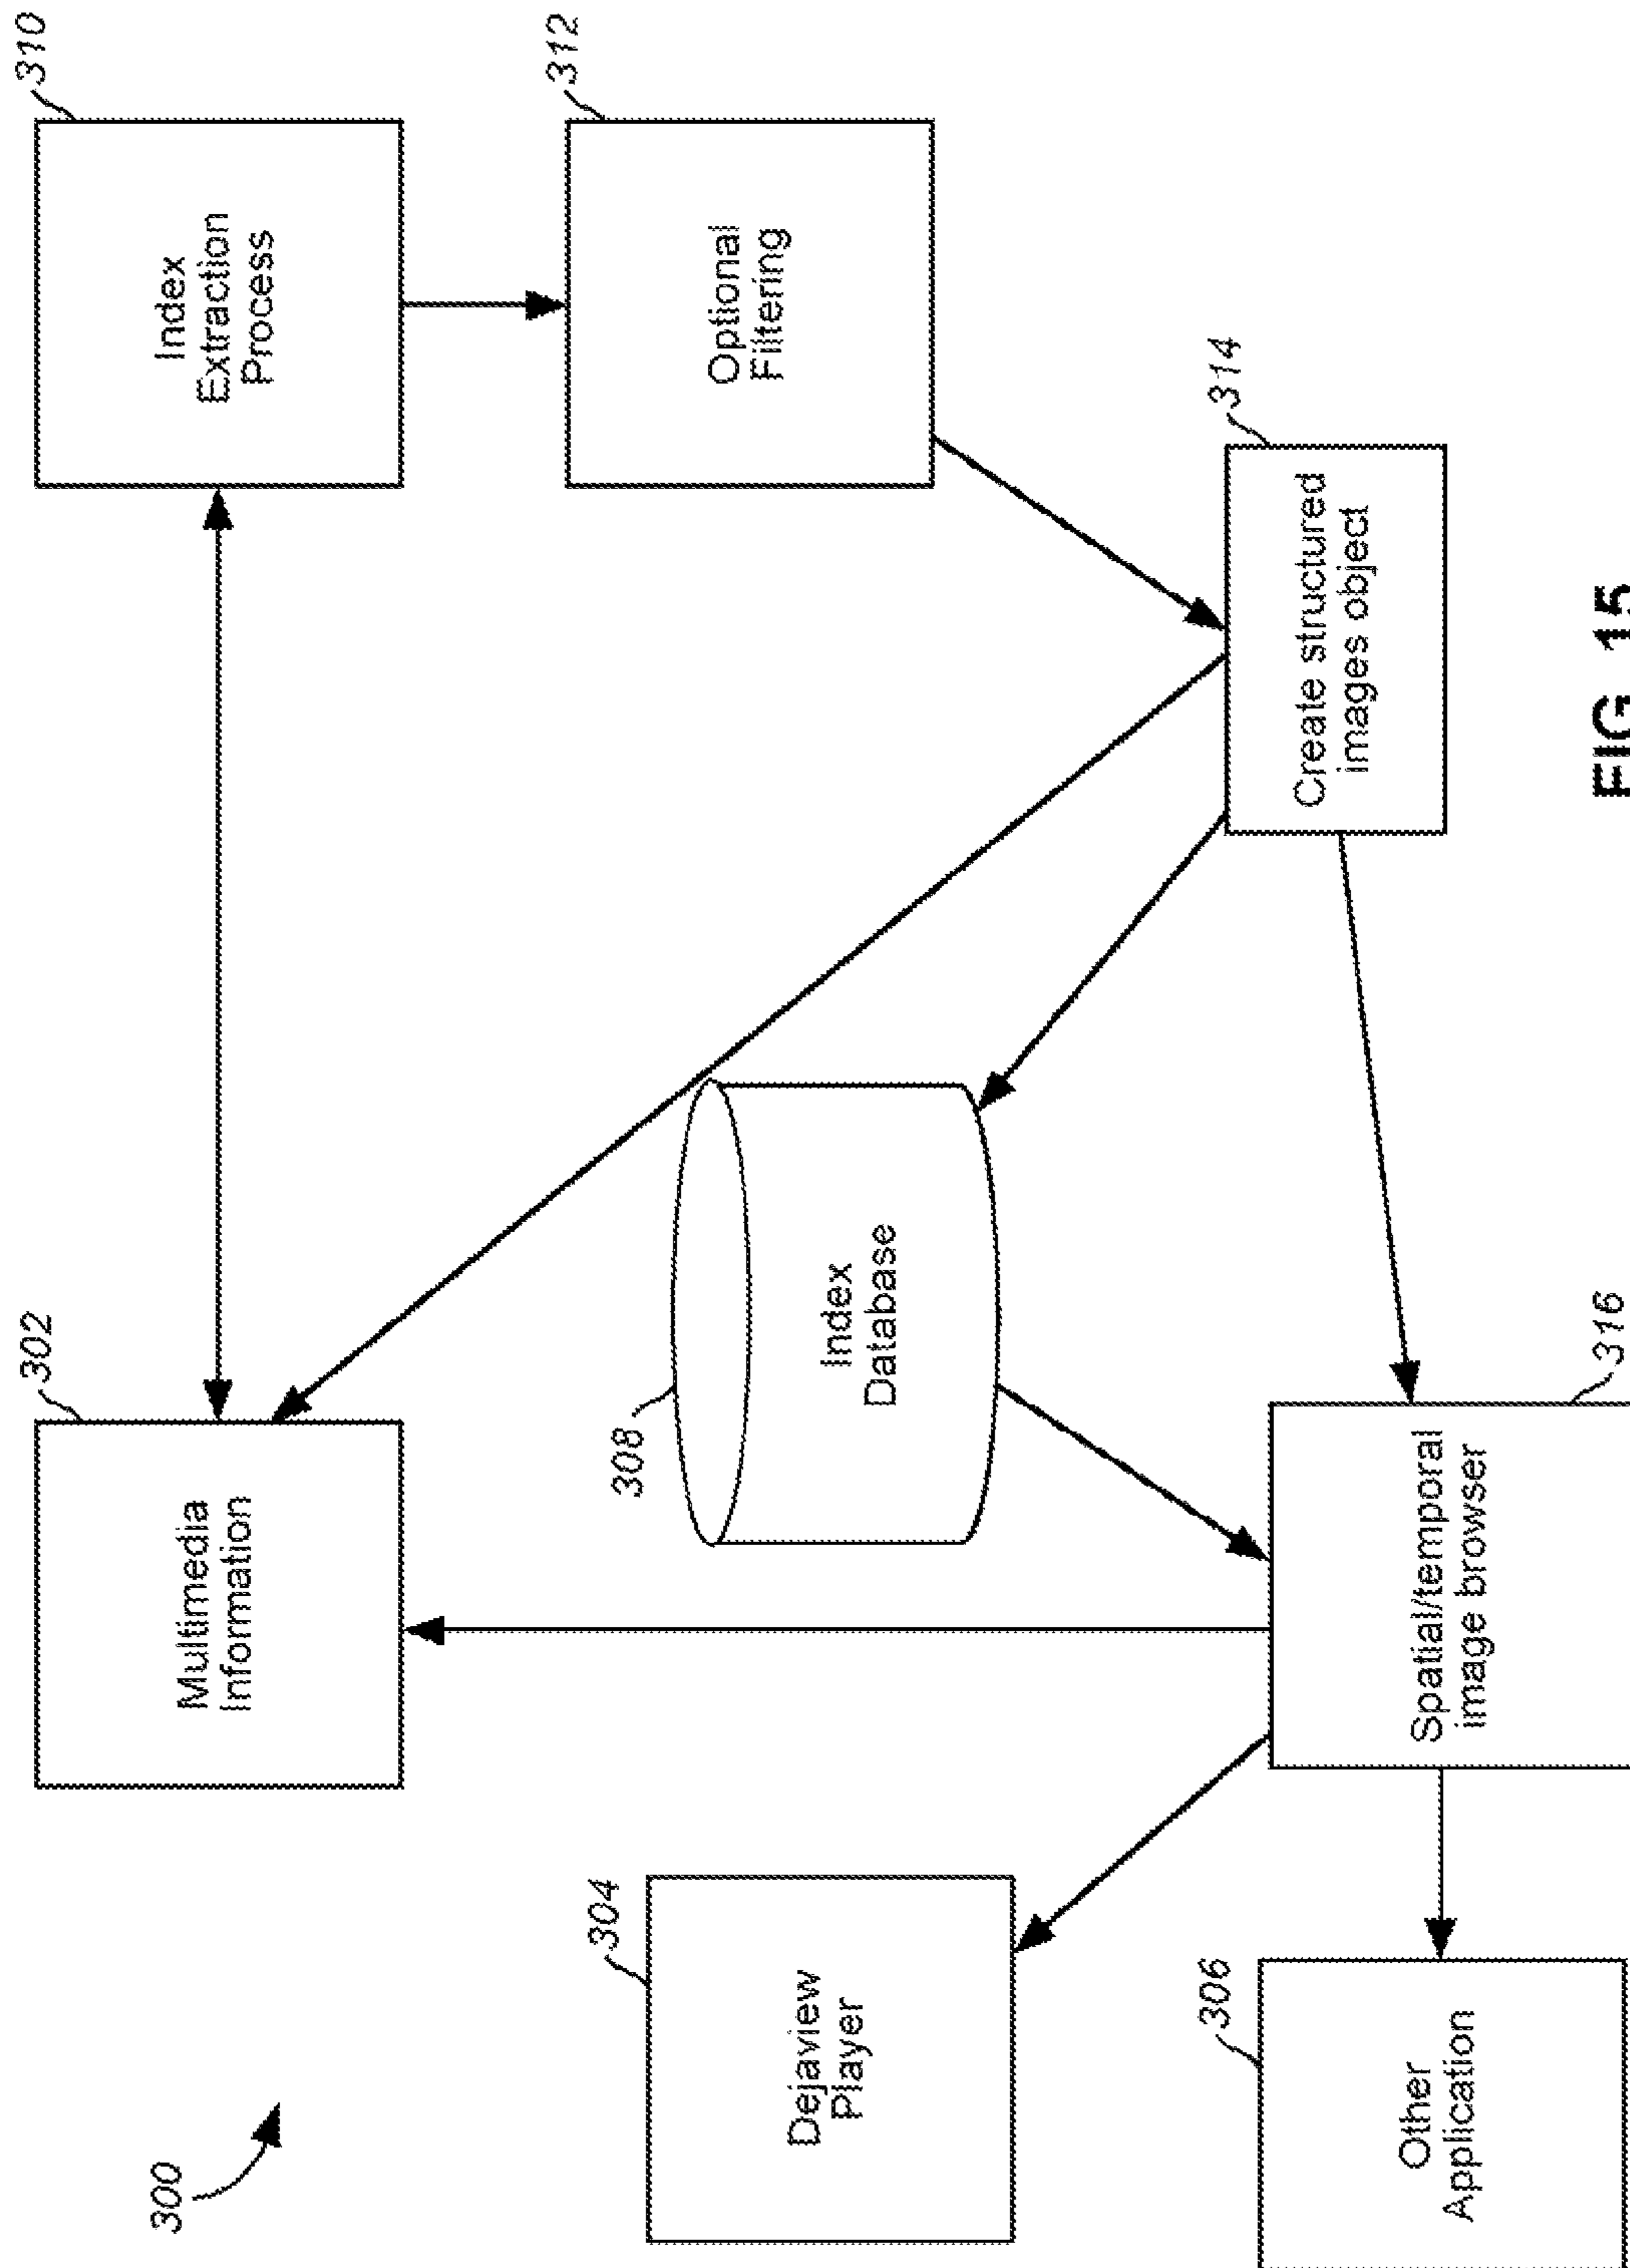 300
302
Multimedia
Information
310
Index
Extraction
Process
304
Dejaview
Player
308
Index
Database
312
Optional
Filtering
306
Other
Application
Spatial/temporal
image browser
316
314
Create structured
images object
FIG. 15